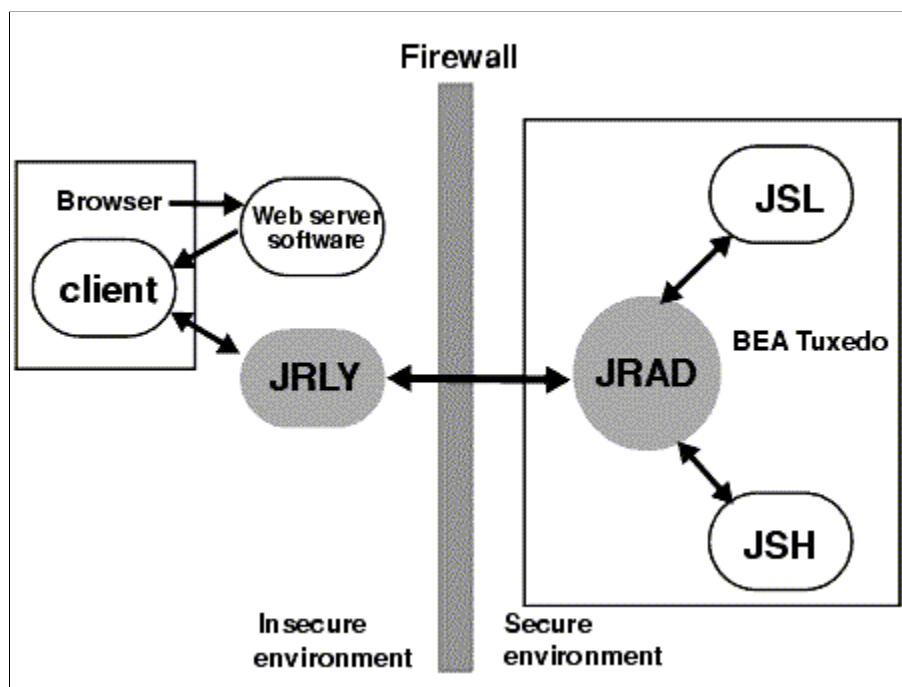 Firewall
Browser
Web server
software
client
JRLY
JSL
JRAD
BEA Tuxedo
JSH
Insecure
environment
Secure
environment